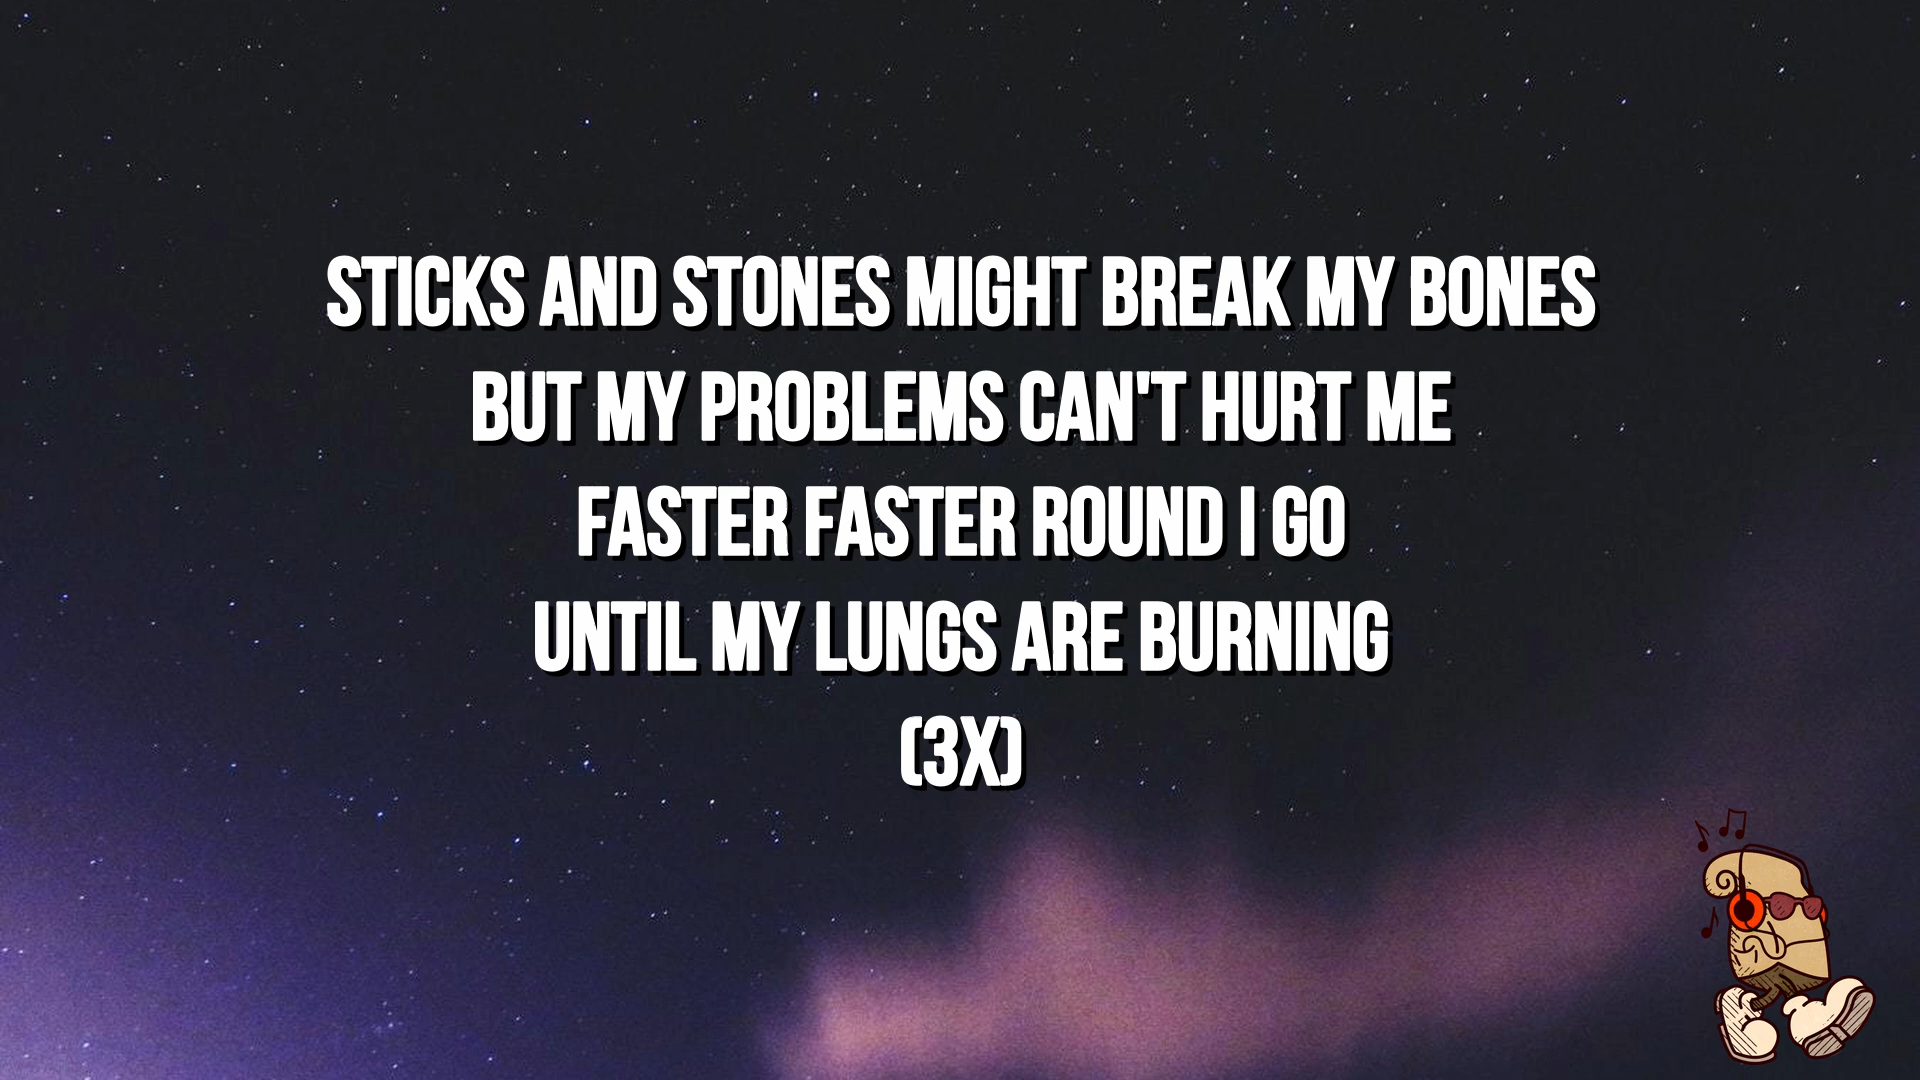 STICKS AND STONES MIGHT BREAK MY BONES
BUT MY PROBLEMS CAN'T HURT ME
FASTER FASTER ROUND I GO
UNTIL MY LUNGS ARE BURNING
(3X)